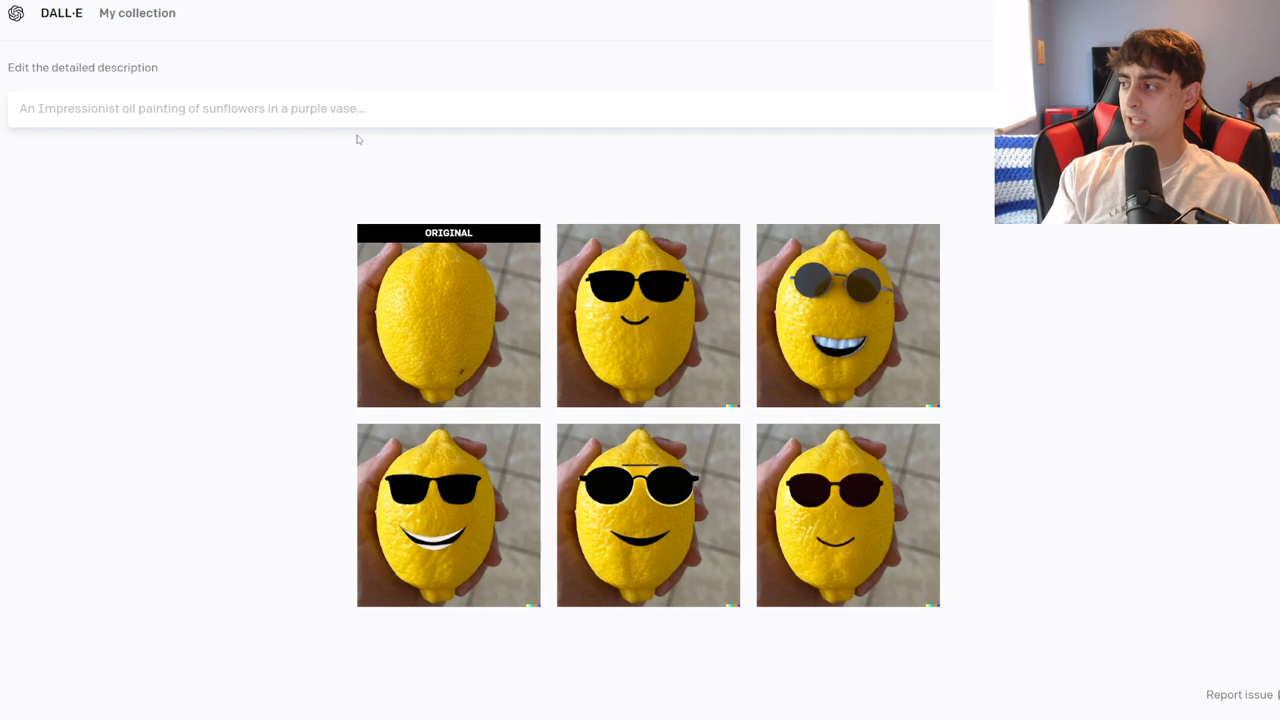 DALL·E My collection
Edit the detailed description
An Impressionist oil painting of sunflowers in a purple vase...
ORIGINAL
Report issue